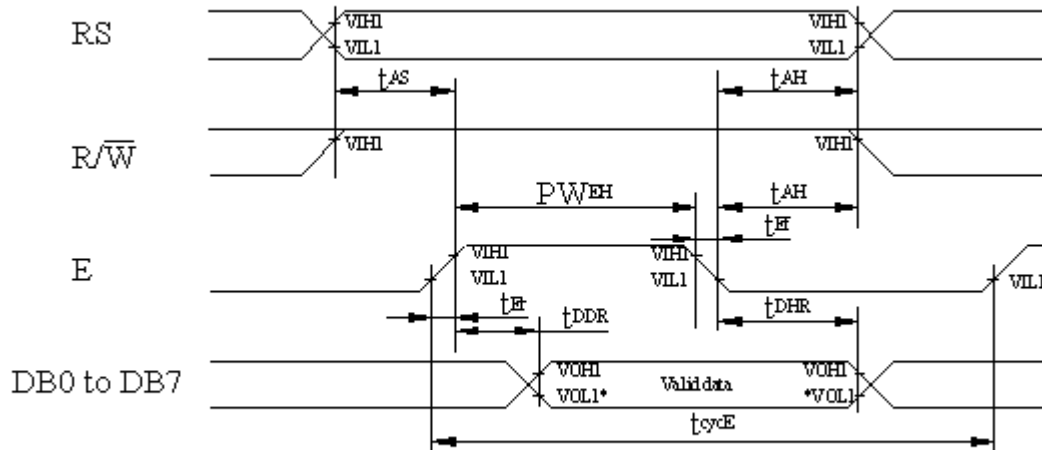 RS VIH1 VIH1
VIL1 VIL1
tAS tAH
R/W̅ VIH1 VIH1
PWEH tAH
tEf
E VIH1 VIH1
VIL1 VIL1 VIL1
tEr tDDR tDHR
DB0 to DB7 VOH1 Valid data VOH1
VOL1* *VOL1
tcycE